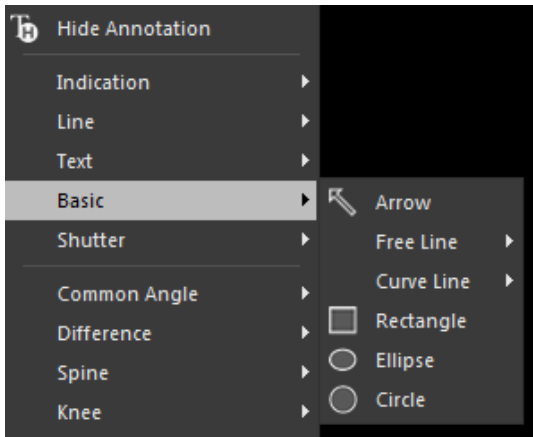 Hide Annotation
Indication
Line
Text
Basic
Shutter
Common Angle
Difference
Spine
Knee
Arrow
Free Line
Curve Line
Rectangle
Ellipse
Circle